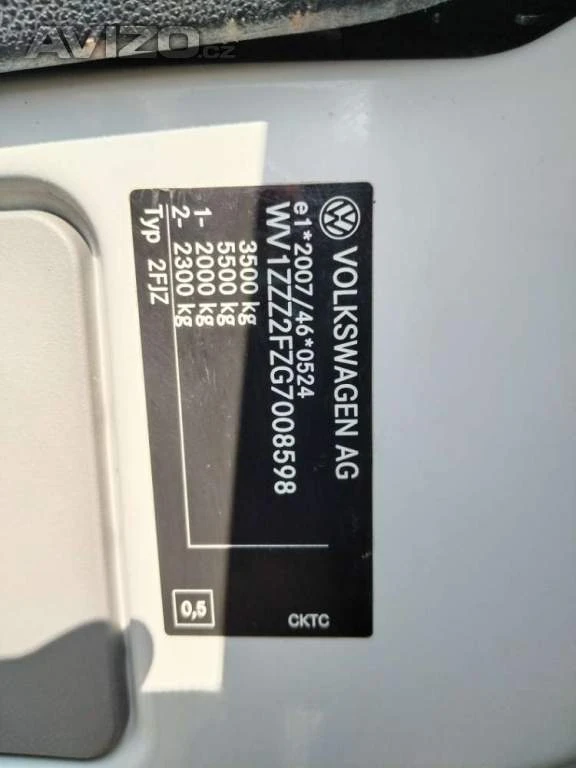 AVIZO.cz
VOLKSWAGEN AG
e1*2007/46*0524
WV1ZZZ2FZG7008598
3500 kg
5500 kg
1- 2000 kg
2- 2300 kg
Typ 2FJZ
0,5
CKTC